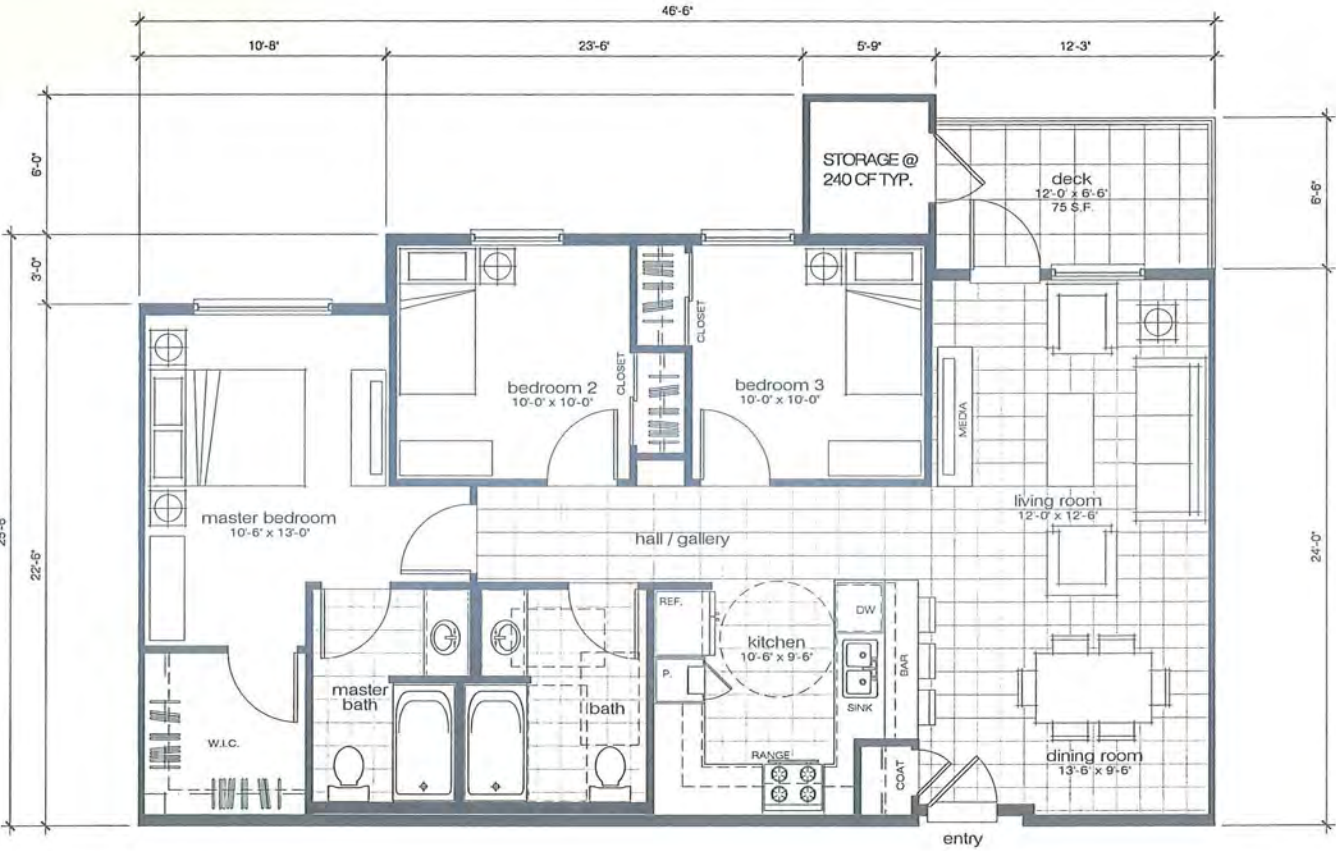 46'-6"
10'-8"
23'-6"
5'-9"
12'-3"
6'-0"
3'-0"
25'-6"
22'-6"
6'-6"
24'-0"
STORAGE @
240 CF TYP.
deck
12'-0" x 6'-6"
75 S.F.
CLOSET
CLOSET
bedroom 2
10'-0" x 10'-0"
bedroom 3
10'-0" x 10'-0"
MEDIA
living room
12'-0" x 12'-6"
master bedroom
10'-6" x 13'-0"
hall / gallery
REF.
DW
kitchen
10'-6" x 9'-6"
P.
BAR
SINK
master
bath
bath
W.I.C.
RANGE
COAT
dining room
13'-6" x 9'-6"
entry